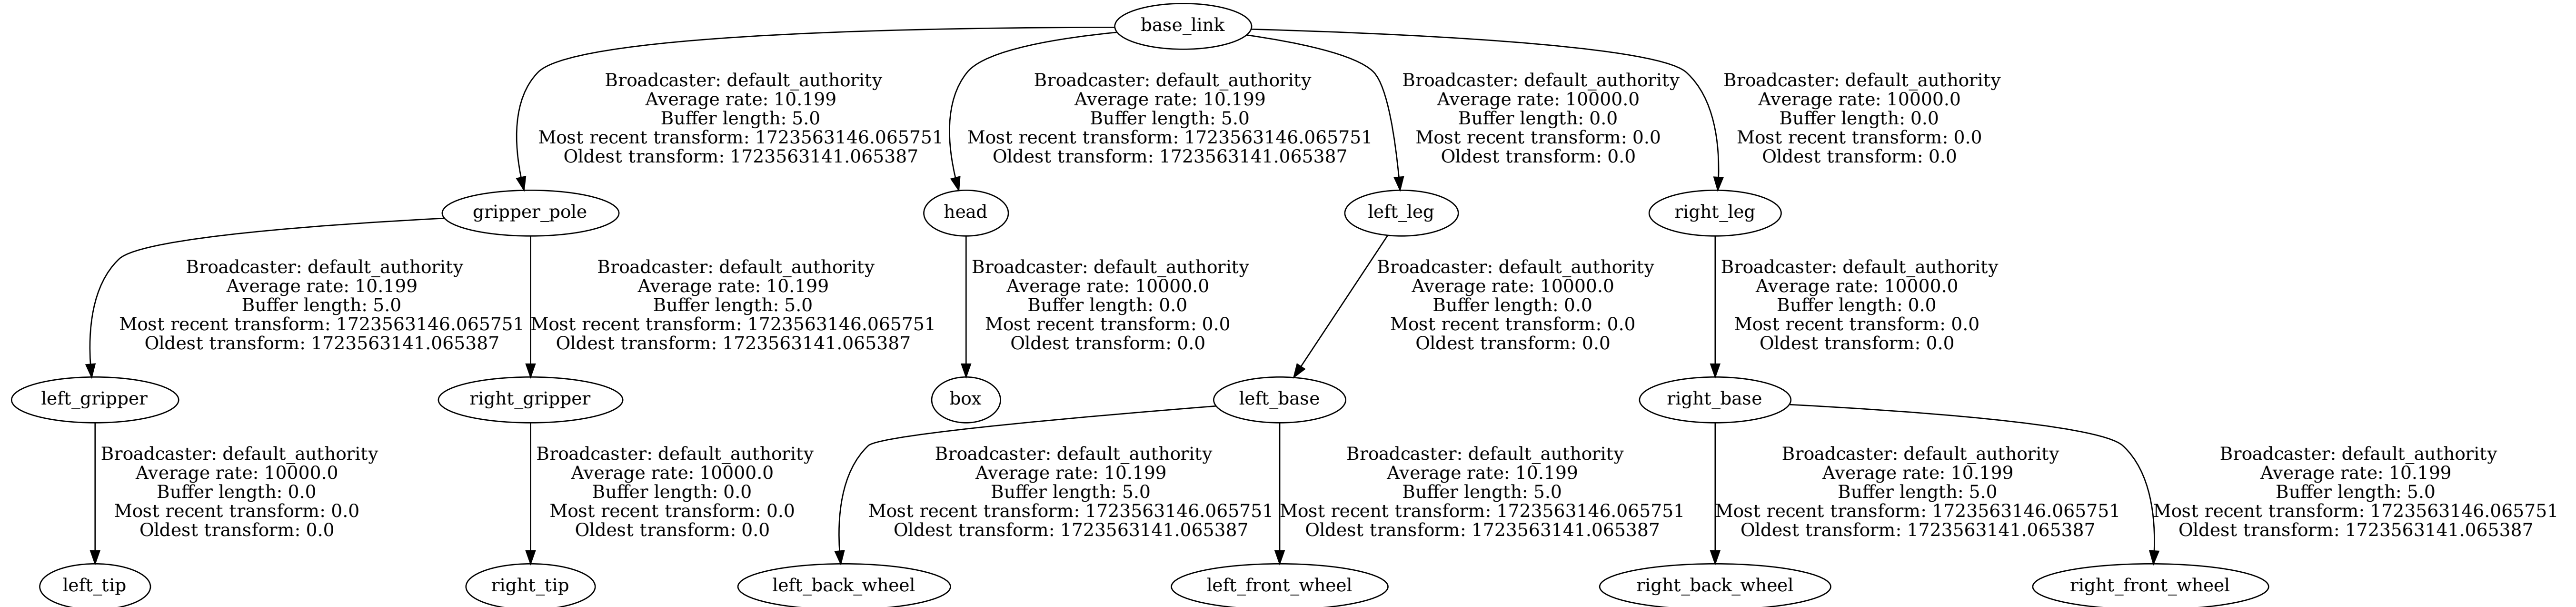 base_link
Broadcaster: default_authority
Average rate: 10.199
Buffer length: 5.0
Most recent transform: 1723563146.065751
Oldest transform: 1723563141.065387
Broadcaster: default_authority
Average rate: 10.199
Buffer length: 5.0
Most recent transform: 1723563146.065751
Oldest transform: 1723563141.065387
Broadcaster: default_authority
Average rate: 10000.0
Buffer length: 0.0
Most recent transform: 0.0
Oldest transform: 0.0
Broadcaster: default_authority
Average rate: 10000.0
Buffer length: 0.0
Most recent transform: 0.0
Oldest transform: 0.0
gripper_pole
head
left_leg
right_leg
Broadcaster: default_authority
Average rate: 10.199
Buffer length: 5.0
Most recent transform: 1723563146.065751
Oldest transform: 1723563141.065387
Broadcaster: default_authority
Average rate: 10.199
Buffer length: 5.0
Most recent transform: 1723563146.065751
Oldest transform: 1723563141.065387
Broadcaster: default_authority
Average rate: 10000.0
Buffer length: 0.0
Most recent transform: 0.0
Oldest transform: 0.0
Broadcaster: default_authority
Average rate: 10000.0
Buffer length: 0.0
Most recent transform: 0.0
Oldest transform: 0.0
Broadcaster: default_authority
Average rate: 10000.0
Buffer length: 0.0
Most recent transform: 0.0
Oldest transform: 0.0
left_gripper
right_gripper
box
left_base
right_base
Broadcaster: default_authority
Average rate: 10000.0
Buffer length: 0.0
Most recent transform: 0.0
Oldest transform: 0.0
Broadcaster: default_authority
Average rate: 10000.0
Buffer length: 0.0
Most recent transform: 0.0
Oldest transform: 0.0
Broadcaster: default_authority
Average rate: 10.199
Buffer length: 5.0
Most recent transform: 1723563146.065751
Oldest transform: 1723563141.065387
Broadcaster: default_authority
Average rate: 10.199
Buffer length: 5.0
Most recent transform: 1723563146.065751
Oldest transform: 1723563141.065387
Broadcaster: default_authority
Average rate: 10.199
Buffer length: 5.0
Most recent transform: 1723563146.065751
Oldest transform: 1723563141.065387
Broadcaster: default_authority
Average rate: 10.199
Buffer length: 5.0
Most recent transform: 1723563146.065751
Oldest transform: 1723563141.065387
left_tip
right_tip
left_back_wheel
left_front_wheel
right_back_wheel
right_front_wheel